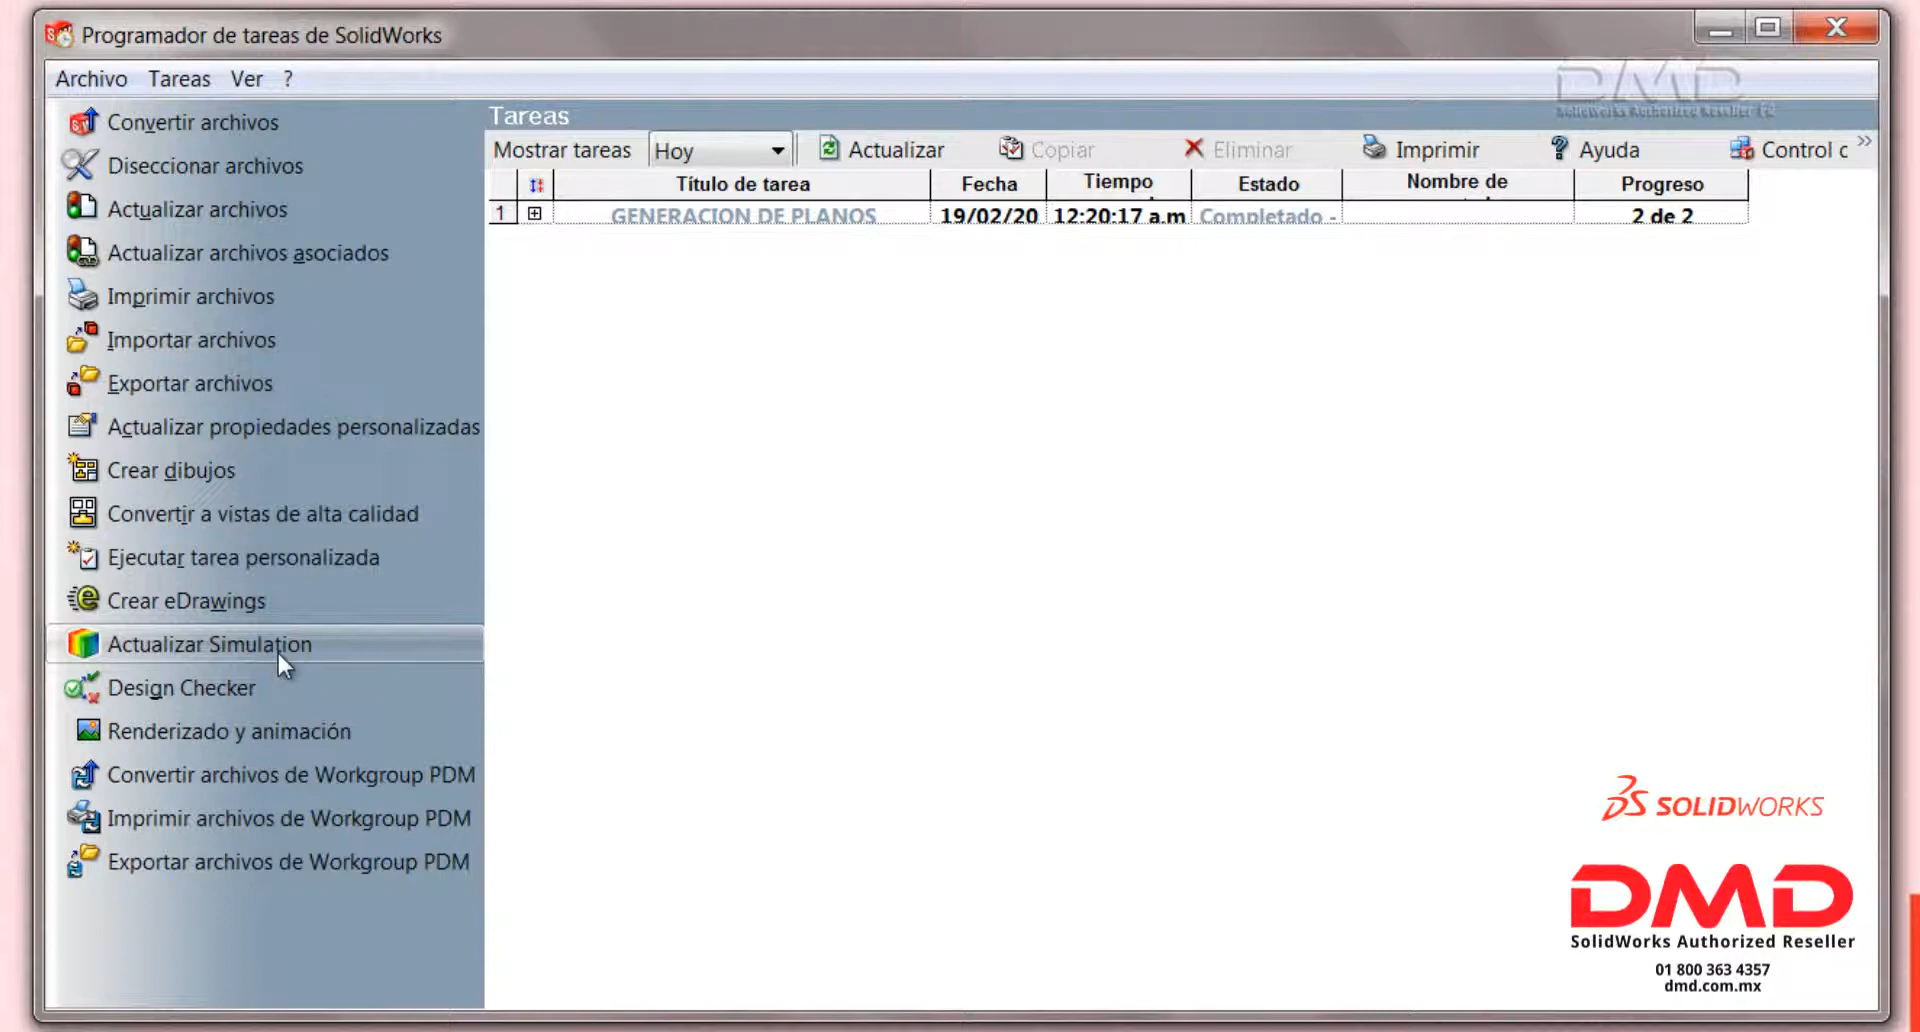 Programador de tareas de SolidWorks
Archivo Tareas Ver ?
DMD
SolidWorks Authorized Reseller
Convertir archivos
Diseccionar archivos
Actualizar archivos
Actualizar archivos asociados
Imprimir archivos
Importar archivos
Exportar archivos
Actualizar propiedades personalizadas
Crear dibujos
Convertir a vistas de alta calidad
Ejecutar tarea personalizada
Crear eDrawings
Actualizar Simulation
Design Checker
Renderizado y animación
Convertir archivos de Workgroup PDM
Imprimir archivos de Workgroup PDM
Exportar archivos de Workgroup PDM
Tareas
Mostrar tareas Hoy Actualizar Copiar Eliminar Imprimir Ayuda Control c »
Título de tarea Fecha Tiempo Estado Nombre de Progreso
1 GENERACION DE PLANOS 19/02/20 12:20:17 a.m Completado - 2 de 2
SOLIDWORKS
DMD
SolidWorks Authorized Reseller
01 800 363 4357
dmd.com.mx